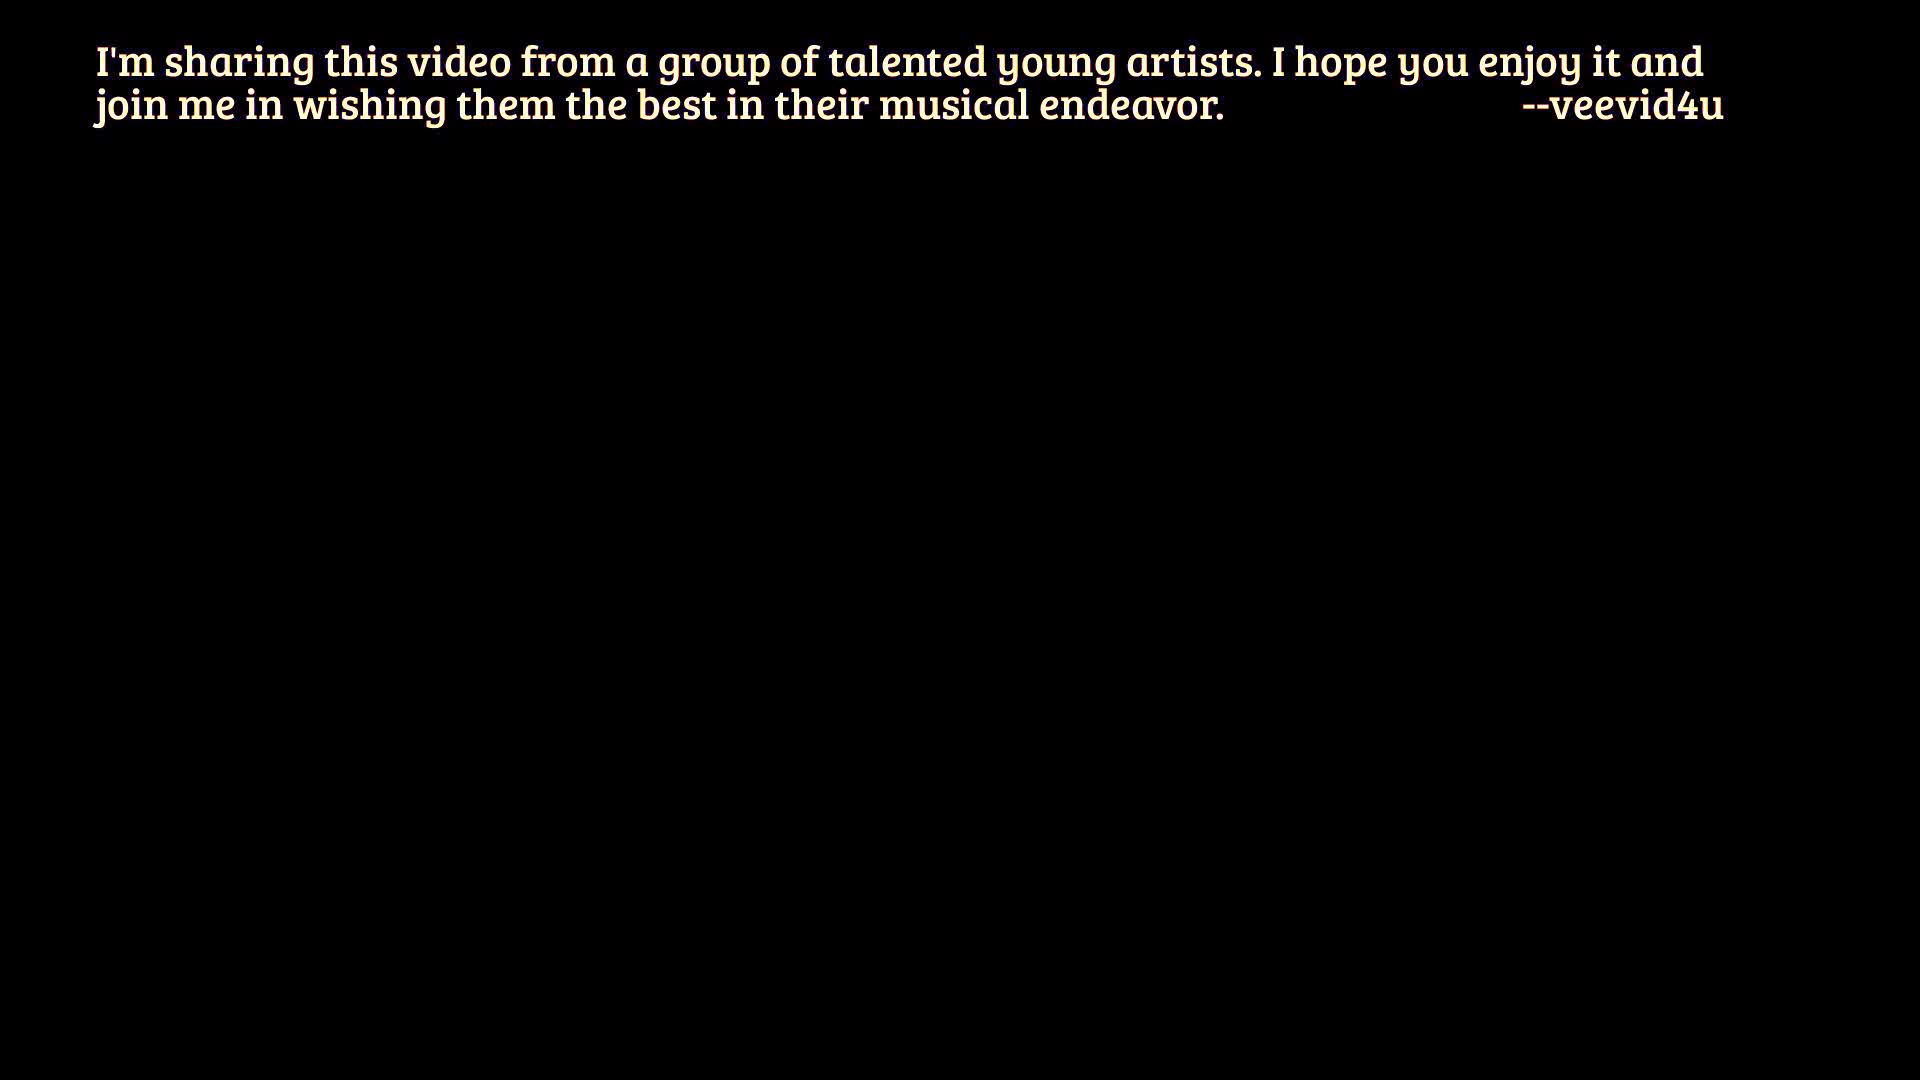 I'm sharing this video from a group of talented young artists. I hope you enjoy it and
join me in wishing them the best in their musical endeavor. --veevid4u